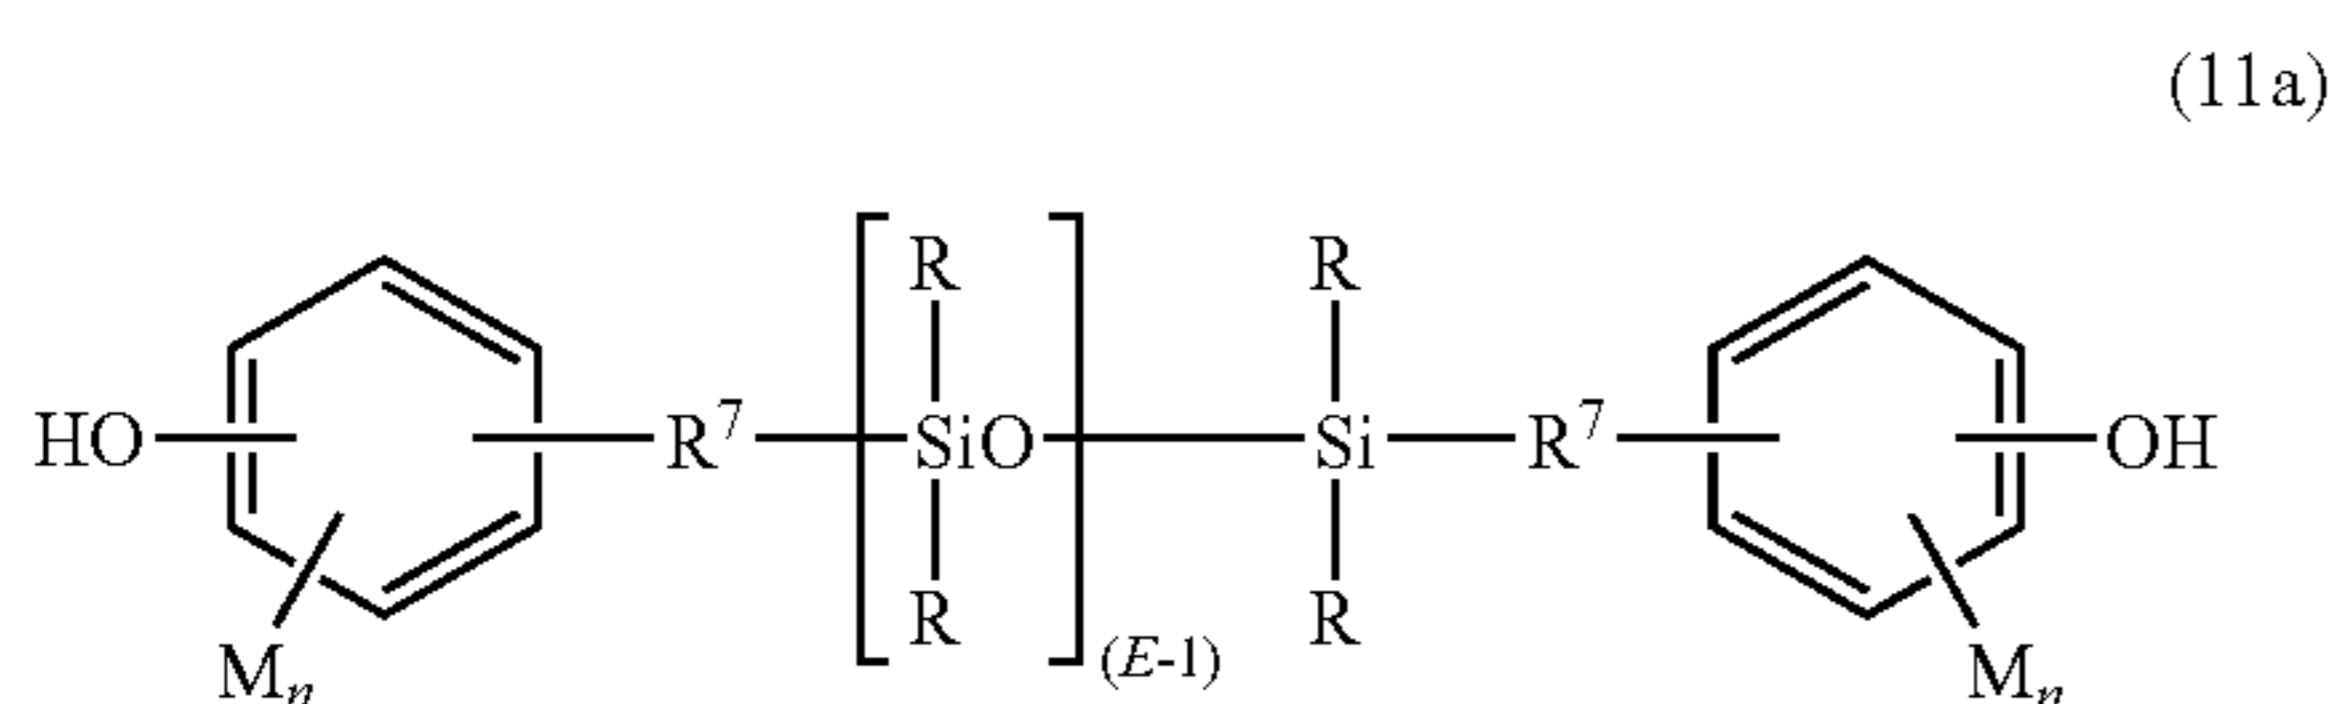 (11a)
R R
HO R⁷ SiO Si R⁷ OH
R R
(E-1)
Mₙ Mₙ